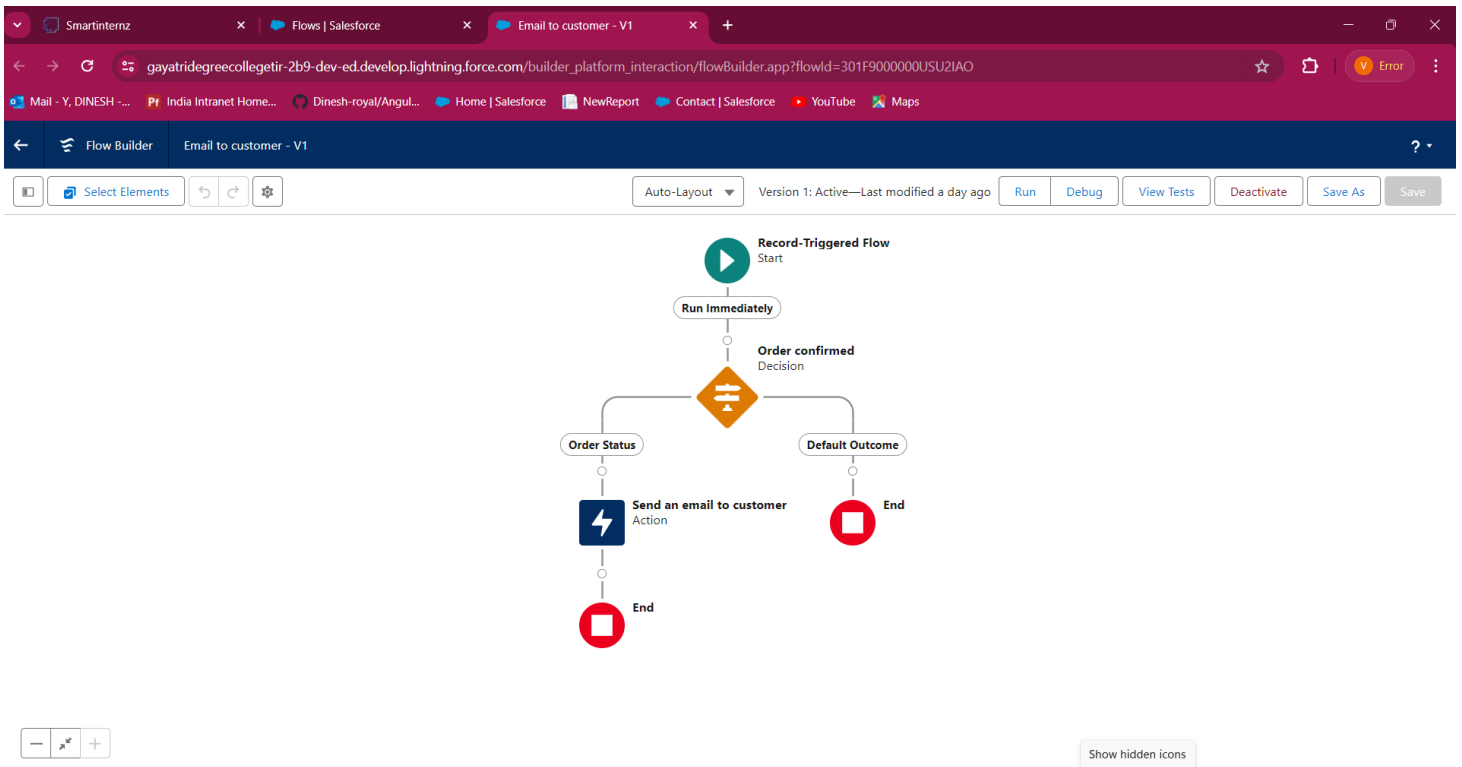 Smartinternz
Flows | Salesforce
Email to customer - V1
gayatridegreecollegetir-2b9-dev-ed.develop.lightning.force.com/builder_platform_interaction/flowBuilder.app?flowId=301F9000000USU2IAO
V Error
Mail - Y, DINESH -... Pf India Intranet Home... Dinesh-royal/Angul... Home | Salesforce NewReport Contact | Salesforce YouTube Maps
Flow Builder Email to customer - V1 ?
Select Elements Auto-Layout Version 1: Active—Last modified a day ago Run Debug View Tests Deactivate Save As Save
Record-Triggered Flow
Start
Run Immediately
Order confirmed
Decision
Order Status Default Outcome
Send an email to customer End
Action
End
Show hidden icons